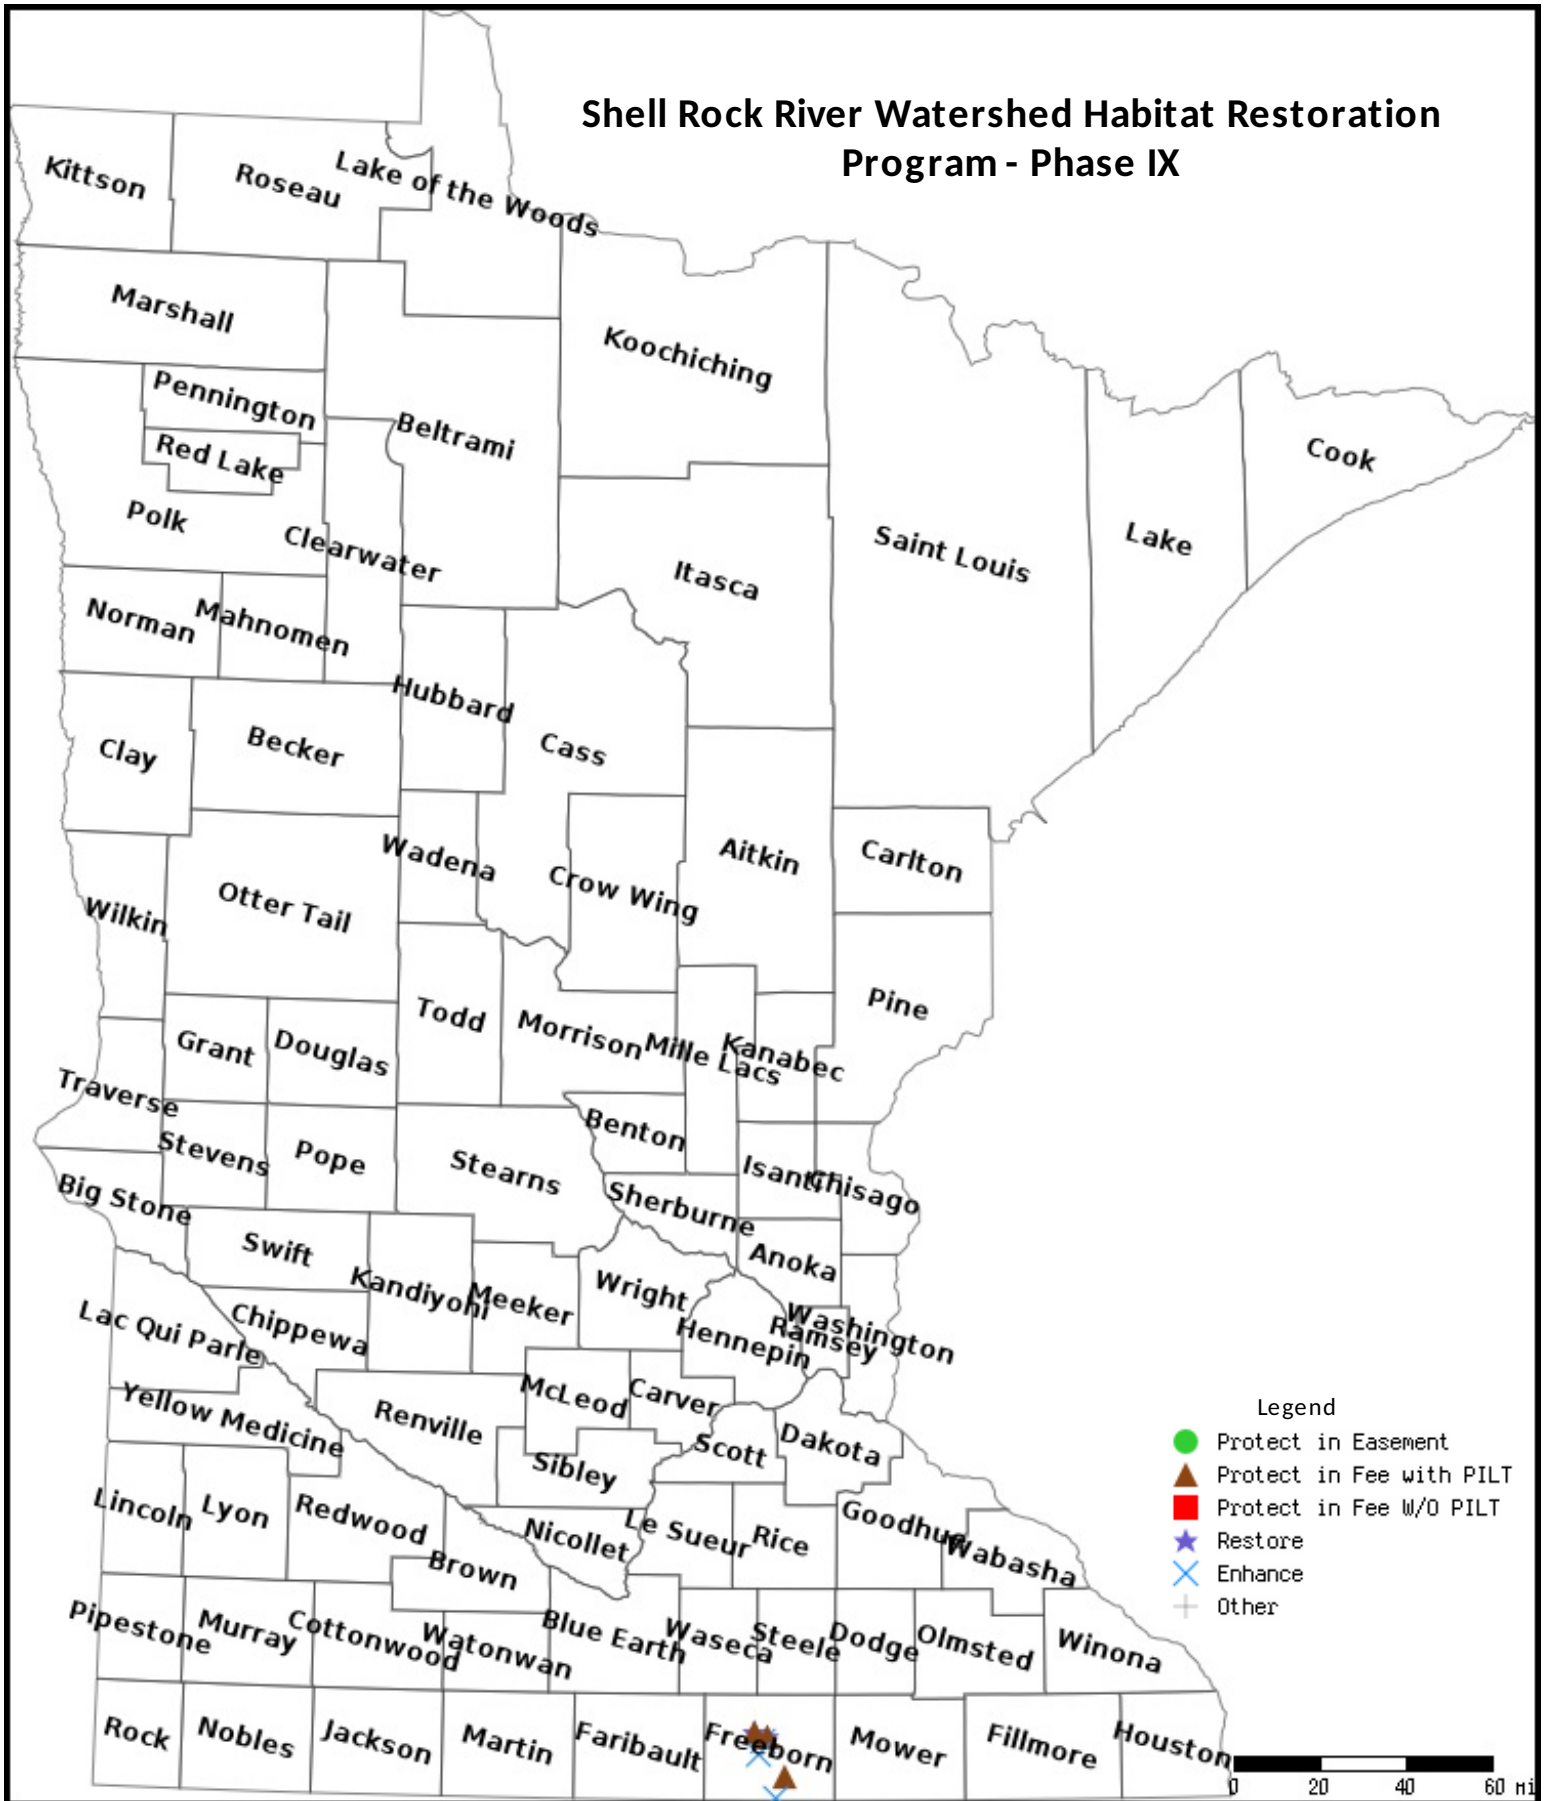 Shell Rock River Watershed Habitat Restoration
Program - Phase IX
Kittson
Roseau
Lake of the Woods
Marshall
Koochiching
Pennington
Beltrami
Red Lake
Cook
Polk
Clearwater
Saint Louis
Lake
Itasca
Norman
Mahnomen
Hubbard
Clay
Becker
Cass
Wadena
Aitkin
Carlton
Crow Wing
Otter Tail
Wilkin
Pine
Todd
Morrison
Mille Lacs
Kanabec
Grant
Douglas
Traverse
Benton
Stevens
Pope
Stearns
Isanti
Chisago
Big Stone
Sherburne
Swift
Anoka
Kandiyohi
Meeker
Wright
Washington
Ramsey
Hennepin
Lac Qui Parle
Chippewa
McLeod
Carver
Yellow Medicine
Renville
Scott
Dakota
Sibley
Lincoln
Lyon
Redwood
Nicollet
Le Sueur
Rice
Goodhue
Wabasha
Brown
Pipestone
Murray
Cottonwood
Watonwan
Blue Earth
Waseca
Steele
Dodge
Olmsted
Winona
Rock
Nobles
Jackson
Martin
Faribault
Freeborn
Mower
Fillmore
Houston
Legend
Protect in Easement
Protect in Fee with PILT
Protect in Fee W/O PILT
Restore
Enhance
Other
0 20 40 60 mi